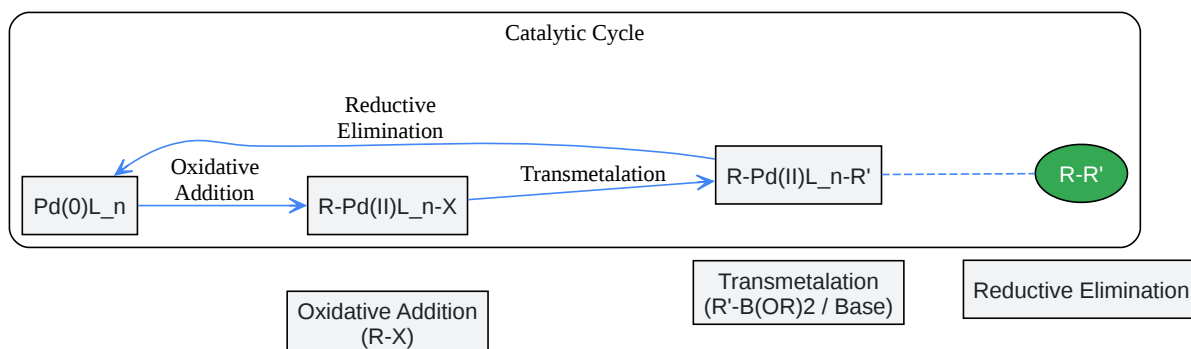 Catalytic Cycle
Reductive
Elimination
Oxidative
Addition
Transmetalation
Pd(0)L_n
R-Pd(II)L_n-X
R-Pd(II)L_n-R'
R-R'
Oxidative Addition
(R-X)
Transmetalation
(R'-B(OR)2 / Base)
Reductive Elimination